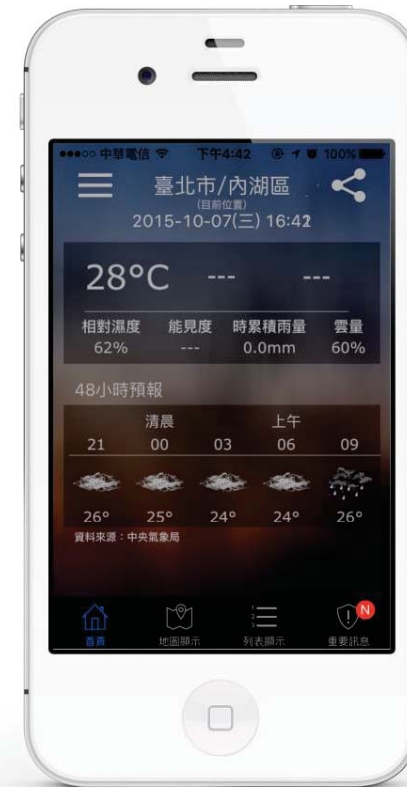 ●●●○○ 中華電信 下午4:42 100%
臺北市/內湖區
(目前位置)
2015-10-07(三) 16:42
28°C --- ---
相對濕度 能見度 時累積雨量 雲量
62% --- 0.0mm 60%
48小時預報
清晨 上午
21 00 03 06 09
26° 25° 24° 24° 26°
資料來源：中央氣象局
N
首頁 地圖顯示 列表顯示 重要訊息